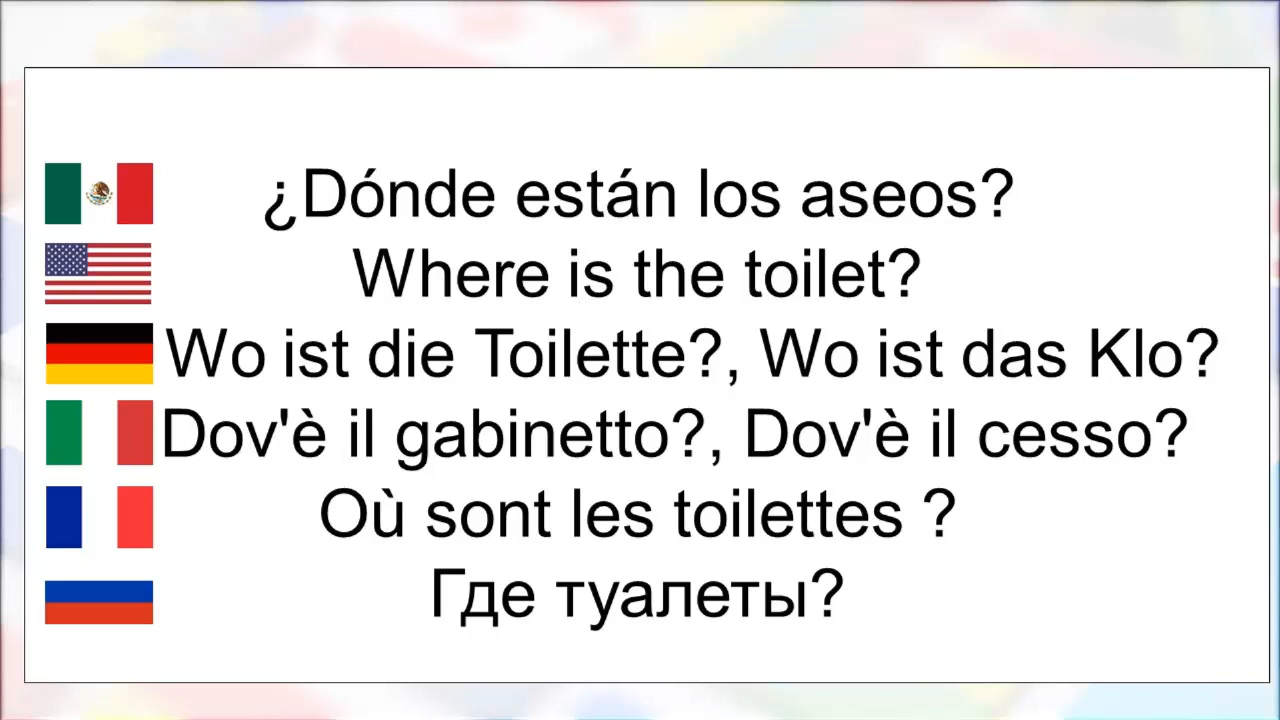 ¿Dónde están los aseos?
Where is the toilet?
Wo ist die Toilette?, Wo ist das Klo?
Dov'è il gabinetto?, Dov'è il cesso?
Où sont les toilettes ?
Где туалеты?